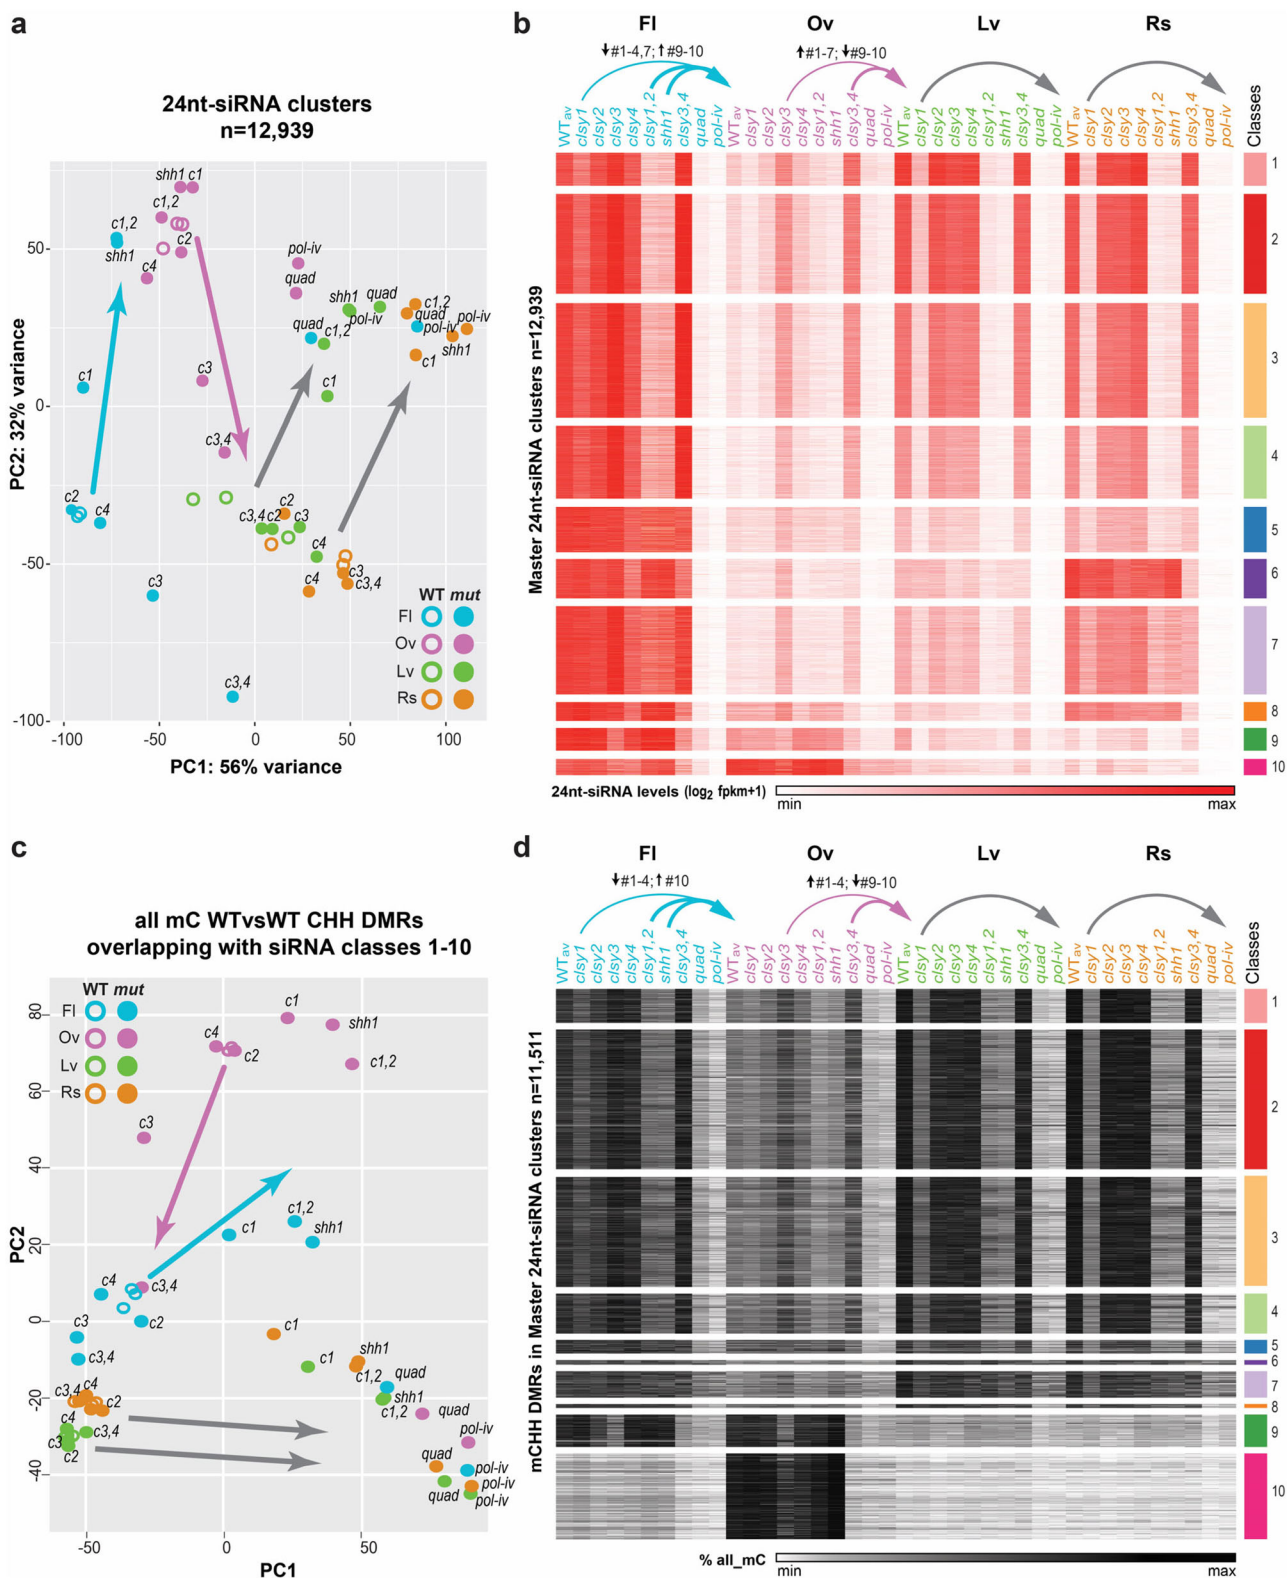 a
24nt-siRNA clusters
n=12,939
PC2: 32% variance
50
0
-50
-100
shh1 c1
c1,2
c1,2
shh1
c2
c4
pol-iv
quad
c1
c3
c3,4
shh1 quad
pol-iv
quad
c1,2
c1
c1,2
quad
pol-iv pol-iv
shh1
c1
c2
c4
c3
c3,4
c3,4 c2 c3
c2
c4
c4
c3
c3,4
WT mut
Fl
Ov
Lv
Rs
-100 -50 0 50 100
PC1: 56% variance
b
Fl Ov Lv Rs
↓#1-4,7; ↑#9-10
↑#1-7; ↓#9-10
WTav clsy1 clsy2 clsy3 clsy4 clsy1,2 shh1 clsy3,4 quad pol-iv
WTav clsy1 clsy2 clsy3 clsy4 clsy1,2 shh1 clsy3,4 quad pol-iv
WTav clsy1 clsy2 clsy3 clsy4 clsy1,2 shh1 clsy3,4 quad pol-iv
WTav clsy1 clsy2 clsy3 clsy4 clsy1,2 shh1 clsy3,4 quad pol-iv
Classes
Master 24nt-siRNA clusters n=12,939
1
2
3
4
5
6
7
8
9
10
24nt-siRNA levels (log2 fpkm+1)
min max
c
all mC WTvsWT CHH DMRs
overlapping with siRNA classes 1-10
PC2
80
60
40
20
0
-20
-40
WT mut
Fl
Ov
Lv
Rs
c1
shh1
c4
c2
c1,2
c3
c1,2
c1
shh1
c4
c3,4
c3
c2
c3,4
c1
c1
shh1
c1,2
quad
shh1
c1,2
quad
c3,4 c4
c2
c4
c3
c3,4
c2
pol-iv
quad
pol-iv
pol-iv
quad
pol-iv
-50 0 50
PC1
d
Fl Ov Lv Rs
↓#1-4; ↑#10
↑#1-4; ↓#9-10
WTav clsy1 clsy2 clsy3 clsy4 clsy1,2 shh1 clsy3,4 quad pol-iv
WTav clsy1 clsy2 clsy3 clsy4 clsy1,2 shh1 clsy3,4 quad pol-iv
WTav clsy1 clsy2 clsy3 clsy4 clsy1,2 shh1 clsy3,4 quad pol-iv
WTav clsy1 clsy2 clsy3 clsy4 clsy1,2 shh1 clsy3,4 quad pol-iv
Classes
mCHH DMRs in Master 24nt-siRNA clusters n=11,511
1
2
3
4
5
6
7
8
9
10
% all_mC
min max